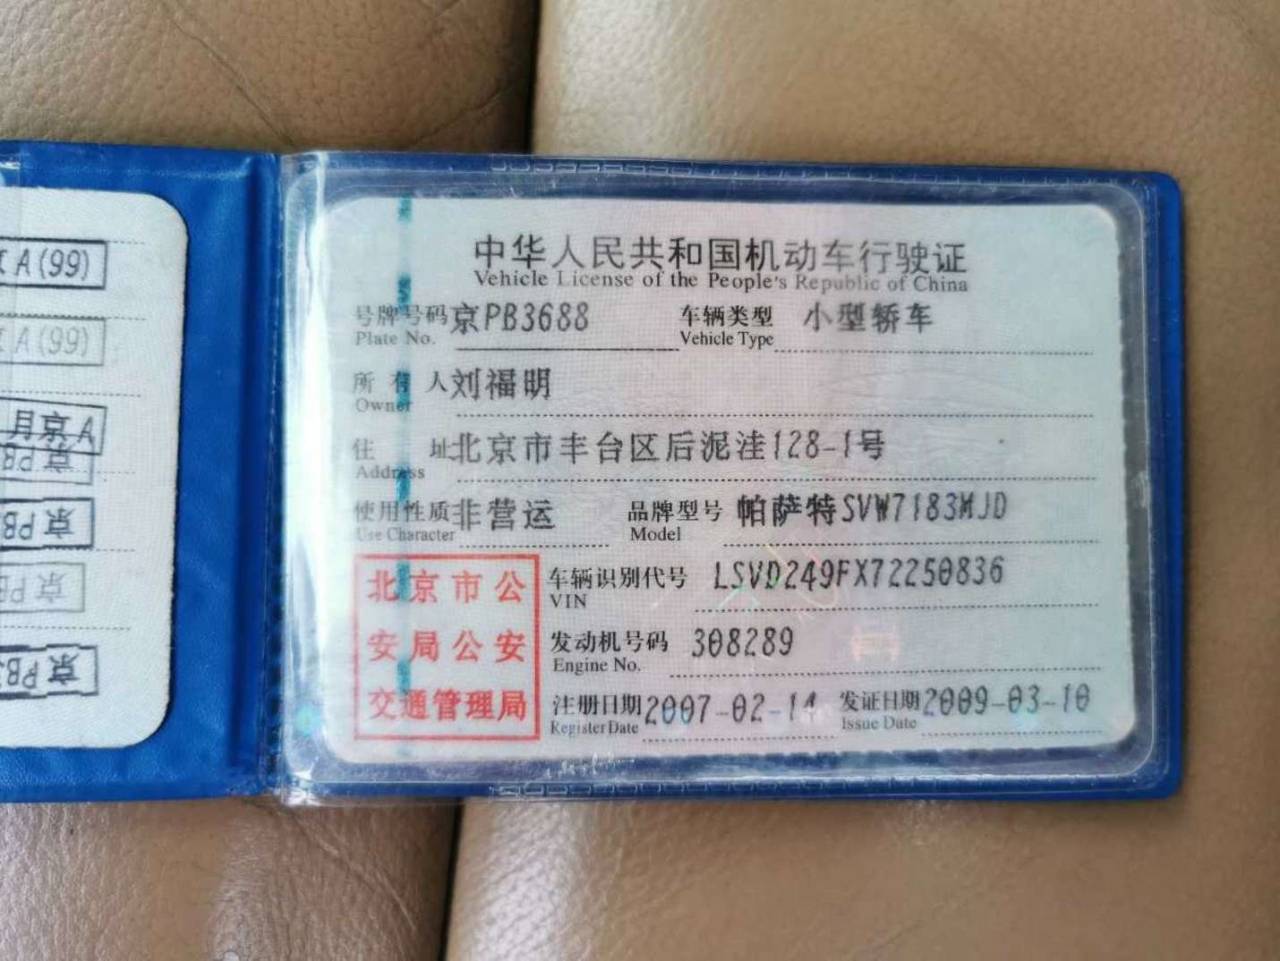 A(99)
A(99)
月京A
京PB
京PB
京PB
京PB
中华人民共和国机动车行驶证
Vehicle License of the People's Republic of China
号牌号码 京PB3688 车辆类型 小型轿车
Plate No. Vehicle Type
所有人 刘福明
Owner
住址 北京市丰台区后泥洼128-1号
Address
使用性质 非营运 品牌型号 帕萨特SVW7183MJD
Use Character Model
北京市公
安局公安
交通管理局
车辆识别代号 LSVD249FX72250836
VIN
发动机号码 308289
Engine No.
注册日期 2007-02-14 发证日期 2009-03-10
Register Date Issue Date